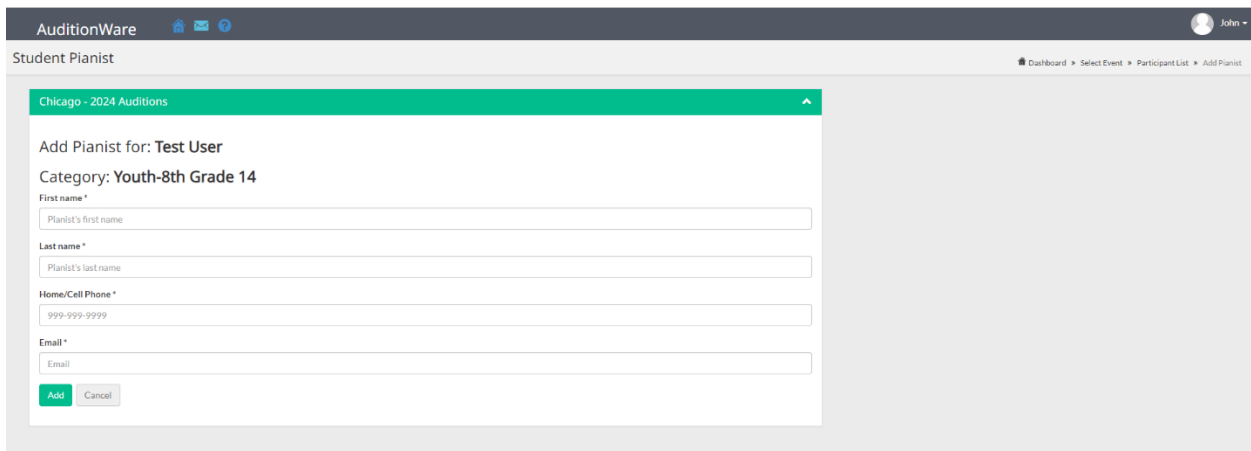 AuditionWare
John
Student Pianist
Dashboard » Select Event » Participant List » Add Pianist
Chicago - 2024 Auditions
Add Pianist for: Test User
Category: Youth-8th Grade 14
First name *
Pianist's first name
Last name *
Pianist's last name
Home/Cell Phone *
999-999-9999
Email *
Email
Add Cancel